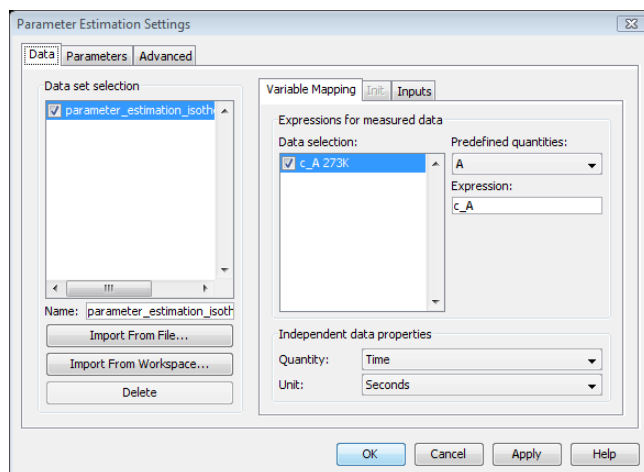 Parameter Estimation Settings
Data Parameters Advanced
Data set selection
parameter_estimation_isoth
Name: parameter_estimation_isoth
Import From File...
Import From Workspace...
Delete
Variable Mapping Init Inputs
Expressions for measured data
Data selection:
c_A 273K
Predefined quantities:
A
Expression:
c_A
Independent data properties
Quantity: Time
Unit: Seconds
OK Cancel Apply Help